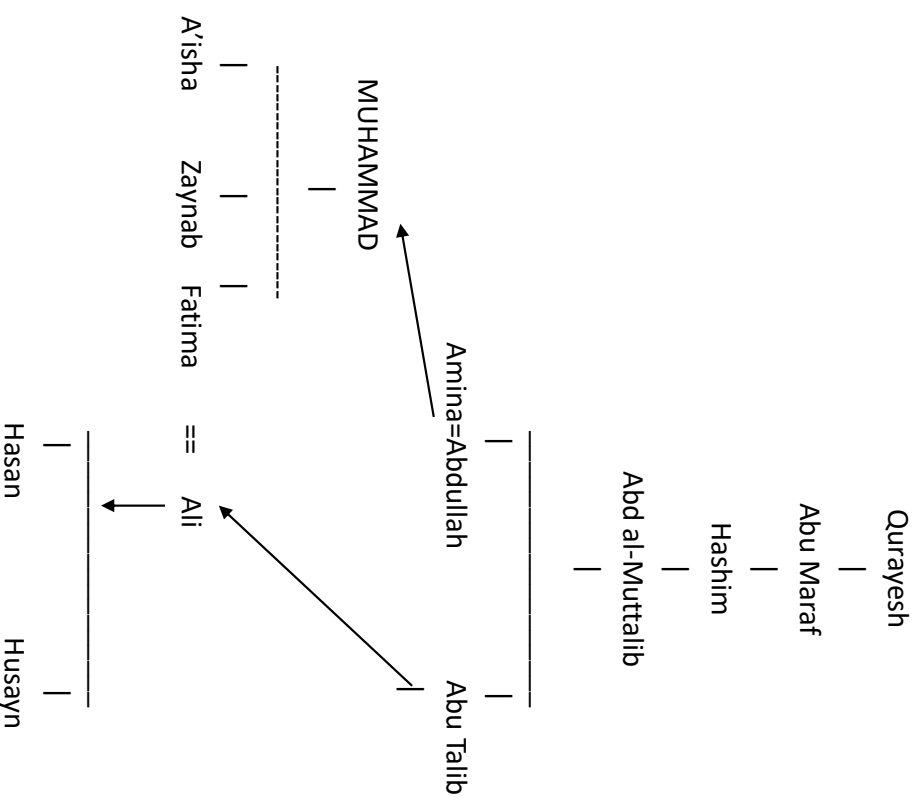 Qurayesh
Abu Maraf
Hashim
Abd al-Muttalib
Amina=Abdullah Abu Talib
MUHAMMAD
A’isha Zaynab Fatima == Ali
Hasan Husayn